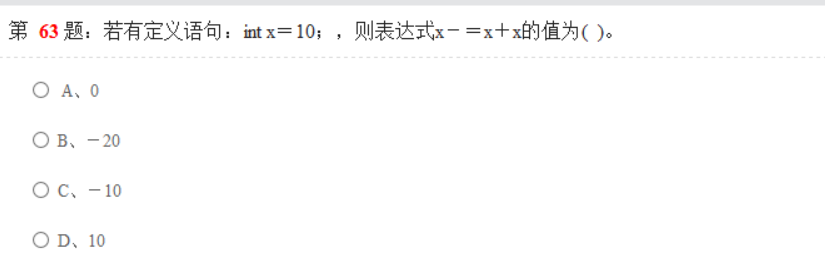 第 63 题：若有定义语句：int x＝10；，则表达式x－＝x＋x的值为( )。
A、0
B、－20
C、－10
D、10